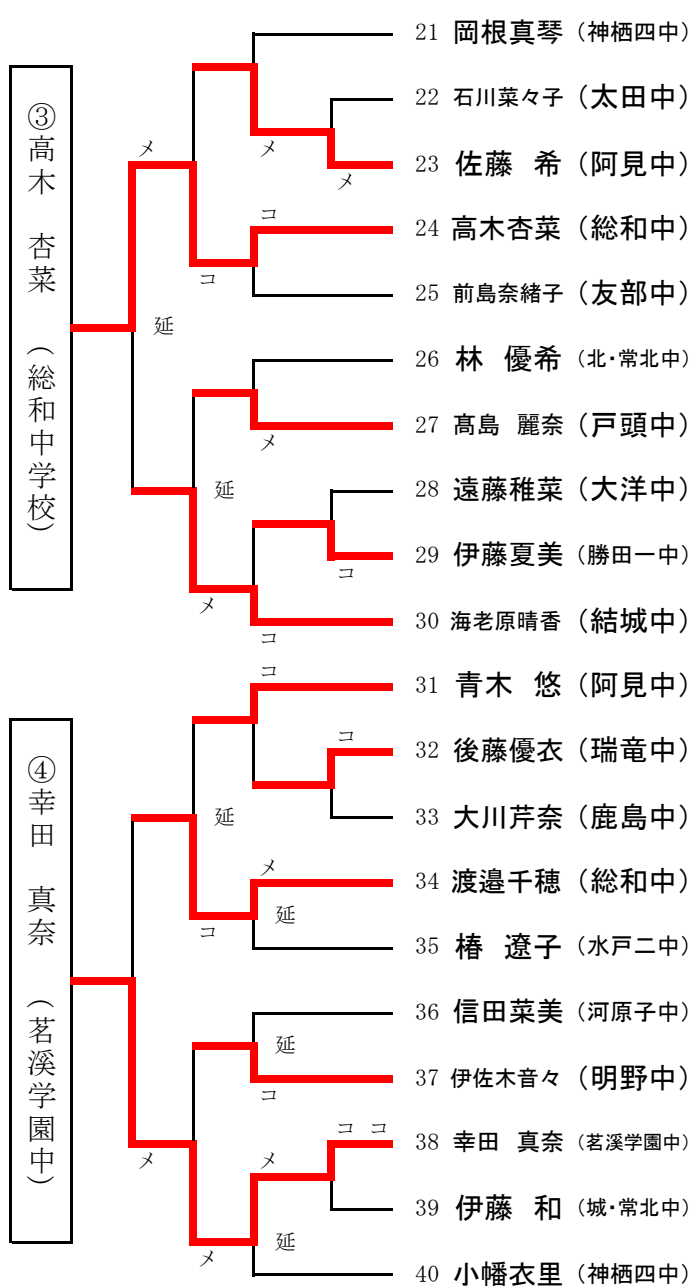 ③高木 杏菜 (総和中学校)
④幸田 真奈 (茗溪学園中)
21 岡根真琴 (神栖四中)
22 石川菜々子 (太田中)
メ
メ
23 佐藤 希 (阿見中)
メ
コ
24 高木杏菜 (総和中)
コ
25 前島奈緒子 (友部中)
延
26 林 優希 (北・常北中)
27 髙島 麗奈 (戸頭中)
メ
延
28 遠藤稚菜 (大洋中)
29 伊藤夏美 (勝田一中)
コ
メ
30 海老原晴香 (結城中)
コ
コ
31 青木 悠 (阿見中)
コ
32 後藤優衣 (瑞竜中)
延
33 大川芹奈 (鹿島中)
メ
34 渡邉千穂 (総和中)
延
コ
35 椿 遼子 (水戸二中)
36 信田菜美 (河原子中)
延
37 伊佐木音々 (明野中)
コ
コ コ
38 幸田 真奈 (茗溪学園中)
メ
メ
39 伊藤 和 (城・常北中)
延
メ
40 小幡衣里 (神栖四中)